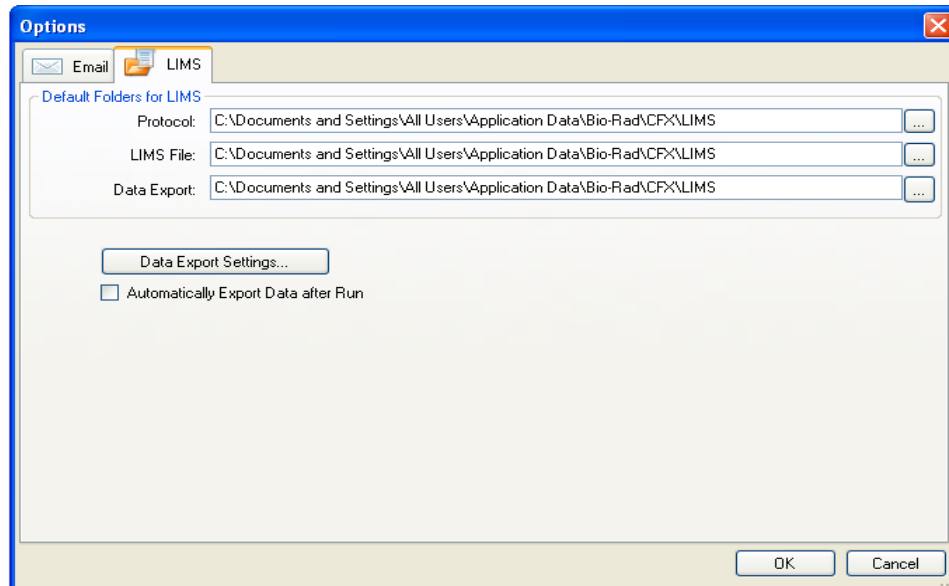 Options
Email LIMS
Default Folders for LIMS
Protocol: C:\Documents and Settings\All Users\Application Data\Bio-Rad\CFX\LIMS ...
LIMS File: C:\Documents and Settings\All Users\Application Data\Bio-Rad\CFX\LIMS ...
Data Export: C:\Documents and Settings\All Users\Application Data\Bio-Rad\CFX\LIMS ...
Data Export Settings...
Automatically Export Data after Run
OK Cancel